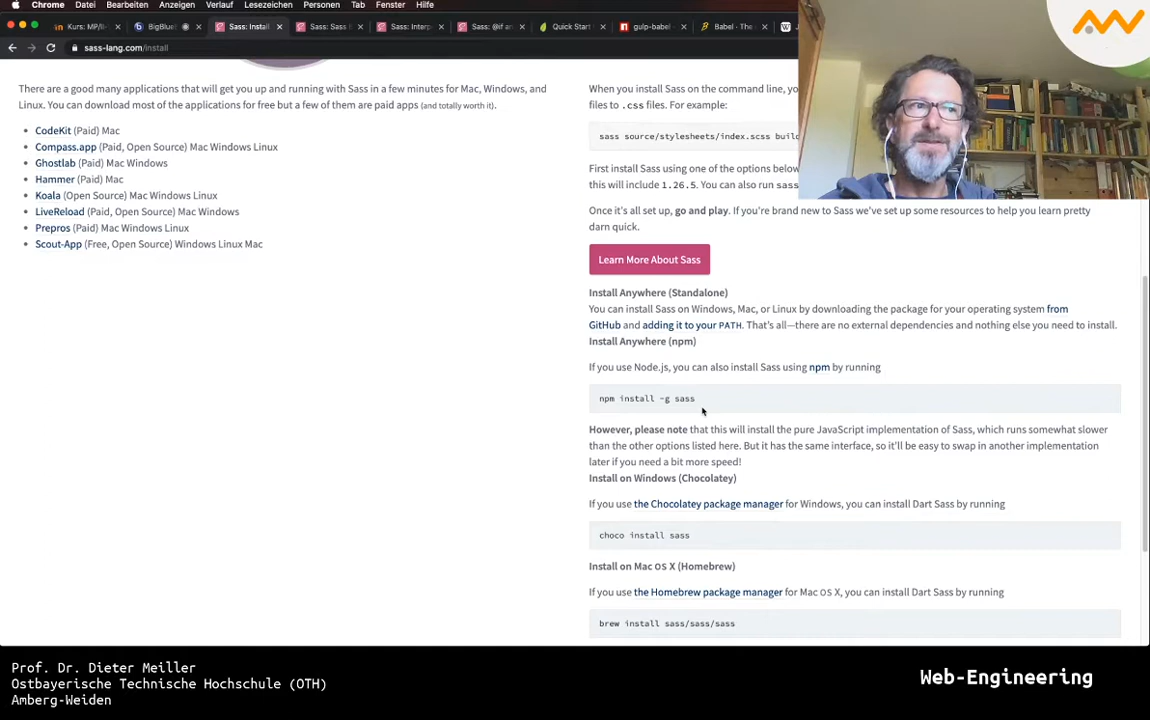 Chrome Datei Bearbeiten Anzeigen Verlauf Lesezeichen Personen Tab Fenster Hilfe
Kurs: MP/I
Sass: Install
Sass:
Sass: Interp
Sass: @if an
Quick Start
gulp-babel
Babel · The
sass-lang.com/install
There are a good many applications that will get you up and running with Sass in a few minutes for Mac, Windows, and
Linux. You can download most of the applications for free but a few of them are paid apps (and totally worth it).
CodeKit (Paid) Mac
Compass.app (Paid, Open Source) Mac Windows Linux
Ghostlab (Paid) Mac Windows
Hammer (Paid) Mac
Koala (Open Source) Mac Windows Linux
LiveReload (Paid, Open Source) Mac Windows
Prepros (Paid) Mac Windows Linux
Scout-App (Free, Open Source) Windows Linux Mac
When you install Sass on the command line,
files to .css files. For example:
sass source/stylesheets/index.scss
First install Sass using one of the options below
this will include 1.26.5. You can also run sass
Once it's all set up, go and play. If you're brand new to Sass we've set up some resources to help you learn pretty
darn quick.
Learn More About Sass
Install Anywhere (Standalone)
You can install Sass on Windows, Mac, or Linux by downloading the package for your operating system from
GitHub and adding it to your PATH. That's all—there are no external dependencies and nothing else you need to install.
Install Anywhere (npm)
If you use Node.js, you can also install Sass using npm by running
npm install -g sass
However, please note that this will install the pure JavaScript implementation of Sass, which runs somewhat slower
than the other options listed here. But it has the same interface, so it'll be easy to swap in another implementation
later if you need a bit more speed!
Install on Windows (Chocolatey)
If you use the Chocolatey package manager for Windows, you can install Dart Sass by running
choco install sass
Install on Mac OS X (Homebrew)
If you use the Homebrew package manager for Mac OS X, you can install Dart Sass by running
brew install sass/sass/sass
Prof. Dr. Dieter Meiller
Ostbayerische Technische Hochschule (OTH)
Amberg-Weiden
Web-Engineering